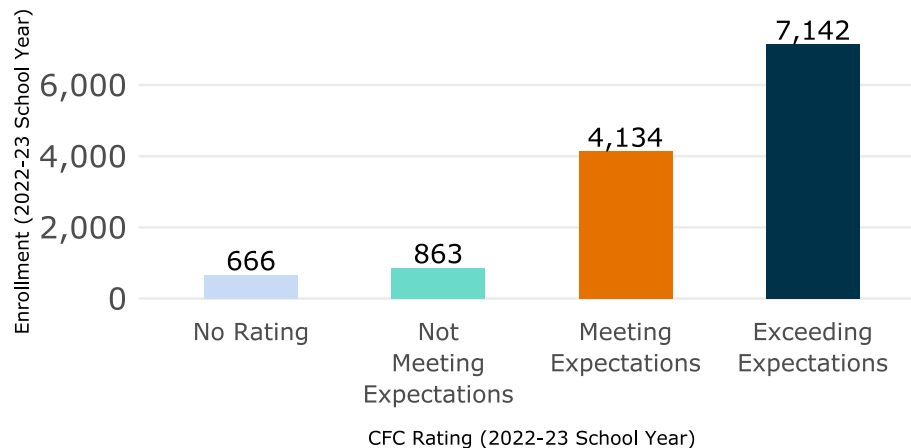 Enrollment (2022-23 School Year)
6,000
4,000
2,000
0
666
863
4,134
7,142
No Rating
Not
Meeting
Expectations
Meeting
Expectations
Exceeding
Expectations
CFC Rating (2022-23 School Year)